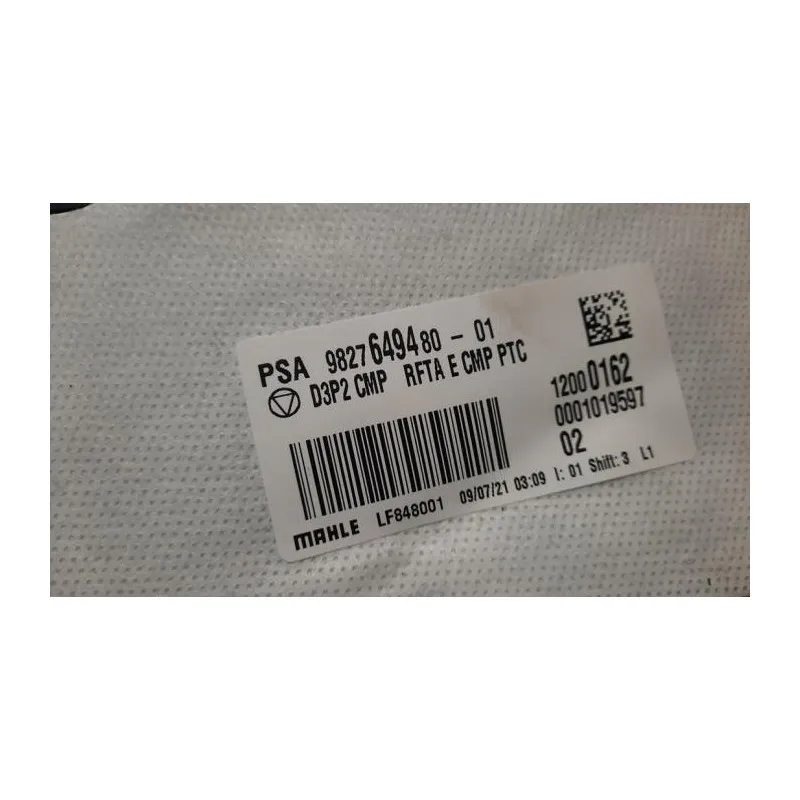 PSA 9827649480 - 01
D3P2 CMP RFTA E CMP PTC
12000162
0001019597
02
MAHLE LF848001 09/07/21 03:09 I: 01 Shift: 3 L1